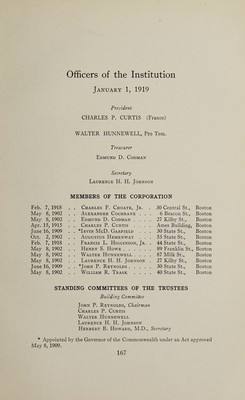 Officers of the Institution
JANUARY 1, 1919
President
CHARLES P. CURTIS (France)
WALTER HUNNEWELL, PRO TEM.
Treasurer
EDMUND D. CODMAN
Secretary
LAURENCE H. H. JOHNSON
MEMBERS OF THE CORPORATION
Feb. 7, 1918 . . CHARLES F. CHOATE, JR. . 30 Central St., Boston
May 8, 1902 . . ALEXANDER COCHRANE . . . 6 Beacon St., Boston
May 8, 1902 . . EDMUND D. CODMAN . . . 27 Kilby St., Boston
Apr. 15, 1915 . . CHARLES P. CURTIS . . . Ames Building, Boston
June 16, 1909 . . *IRVIN McD. GARFIELD . . 30 State St., Boston
Oct. 2, 1902 . . AUGUSTUS HEMENWAY . . . 53 State St., Boston
Feb. 7, 1918 . . FRANCIS L. HIGGINSON, JR. . 44 State St., Boston
May 8, 1902 . . HENRY S. HOWE . . . . 89 Franklin St., Boston
May 8, 1902 . . WALTER HUNNEWELL . . . 87 Milk St., Boston
May 8, 1902 . . LAURENCE H. H. JOHNSON . 27 Kilby St., Boston
June 16, 1909 . . *JOHN P. REYNOLDS . . . 50 State St., Boston
May 8, 1902 . . WILLIAM R. TRASK . . . 40 State St., Boston
STANDING COMMITTEES OF THE TRUSTEES
Building Committee
JOHN P. REYNOLDS, Chairman
CHARLES P. CURTIS
WALTER HUNNEWELL
LAURENCE H. H. JOHNSON
HERBERT B. HOWARD, M.D., Secretary
* Appointed by the Governor of the Commonwealth under an Act approved
May 8, 1909.
167